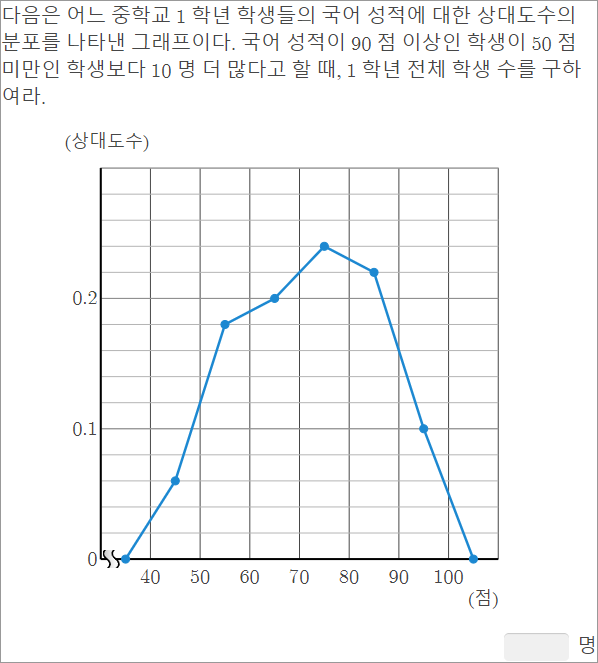 다음은 어느 중학교 1 학년 학생들의 국어 성적에 대한 상대도수의
분포를 나타낸 그래프이다. 국어 성적이 90 점 이상인 학생이 50 점
미만인 학생보다 10 명 더 많다고 할 때, 1 학년 전체 학생 수를 구하
여라.
(상대도수)
0.2
0.1
0
40 50 60 70 80 90 100
(점)
명